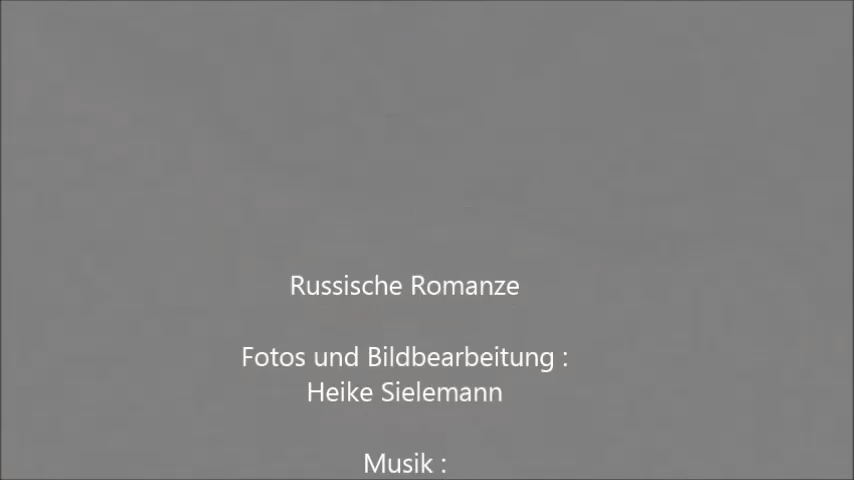 Russische Romanze
Fotos und Bildbearbeitung :
Heike Sielemann
Musik :